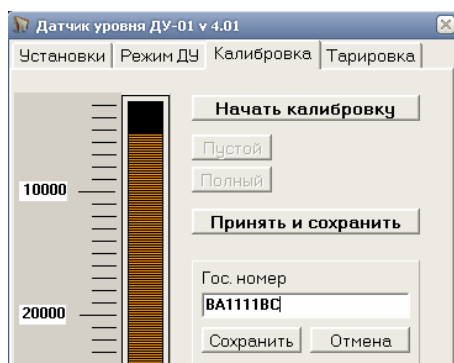 Датчик уровня ДУ-01 v 4.01
Установки Режим ДУ Калибровка Тарировка
Начать калибровку
Пустой
Полный
10000
Принять и сохранить
Гос. номер
ВА1111ВС
20000
Сохранить Отмена